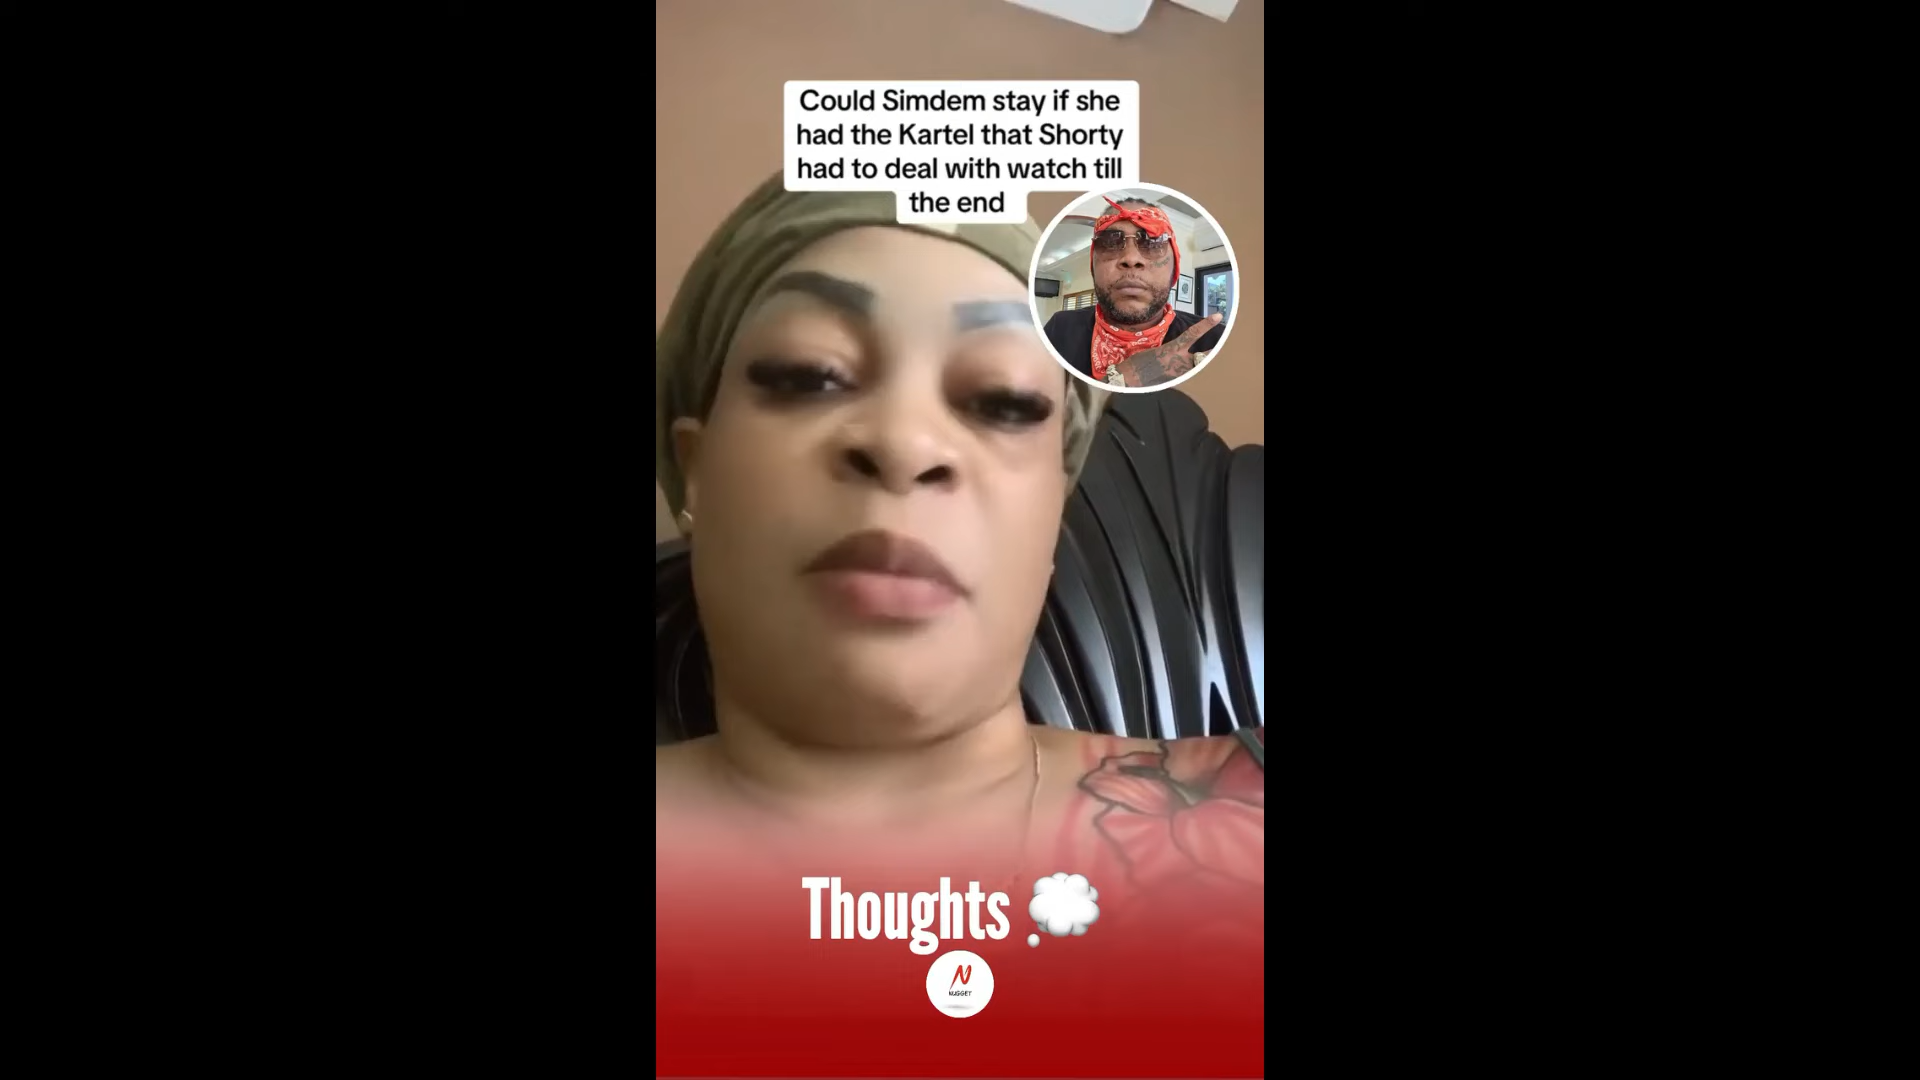 Could Simdem stay if she
had the Kartel that Shorty
had to deal with watch till
the end
Thoughts
N
NUGGET